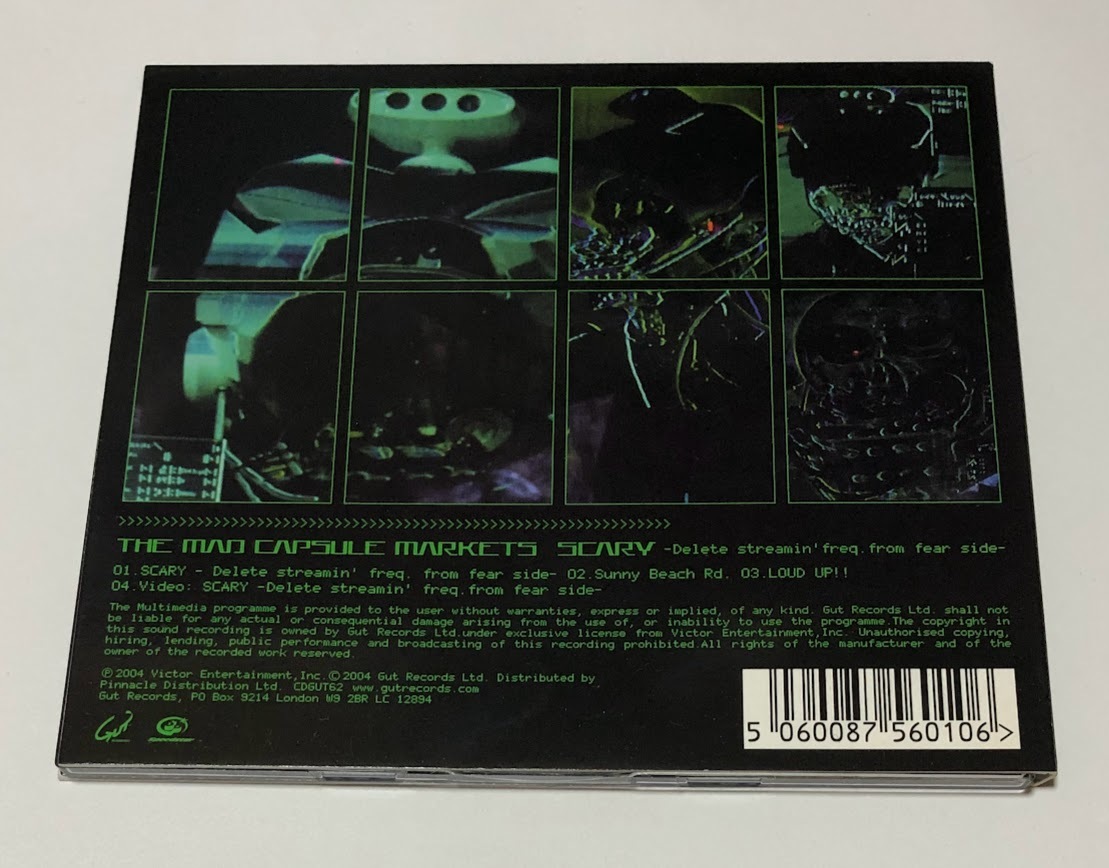 >>>>>>>>>>>>>>>>>>>>>>>>>>>>>>>>>>>>>>>>>>>>>>>>>>>>>>>>>>>>>>>>>>>>>>>>
THE MAD CAPSULE MARKETS SCARY -Delete streamin'freq.from fear side-
01.SCARY - Delete streamin' freq. from fear side- 02.Sunny Beach Rd. 03.LOUD UP!!
04.Video: SCARY -Delete streamin' freq.from fear side-
The Multimedia programme is provided to the user without warranties, express or implied, of any kind. Gut Records Ltd. shall not
be liable for any actual or consequential damage arising from the use of, or inability to use the programme.The copyright in
this sound recording is owned by Gut Records Ltd.under exclusive license from Victor Entertainment,Inc. Unauthorised copying,
hiring, lending, public performance and broadcasting of this recording prohibited.All rights of the manufacturer and of the
owner of the recorded work reserved.
℗2004 Victor Entertainment,Inc.©2004 Gut Records Ltd. Distributed by
Pinnacle Distribution Ltd. CDGUT62 www.gutrecords.com
Gut Records, PO Box 9214 London W9 2BR LC 12894
Gut
5 060087 560106 >